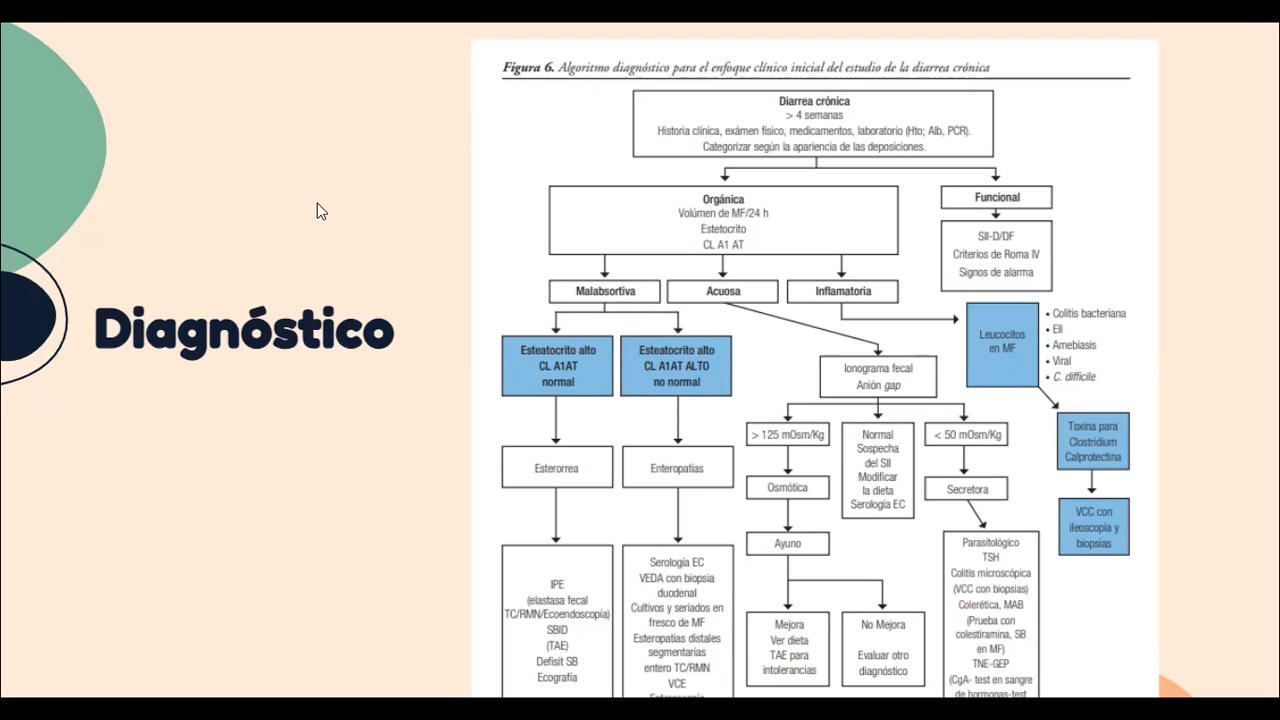 Diagnóstico
Figura 6. Algoritmo diagnóstico para el enfoque clínico inicial del estudio de la diarrea crónica
Diarrea crónica
> 4 semanas
Historia clínica, exámen físico, medicamentos, laboratorio (Hto; Alb, PCR).
Categorizar según la apariencia de las deposiciones.
Orgánica
Volúmen de MF/24 h
Estetocrito
CL A1 AT
Funcional
SII-D/DF
Criterios de Roma IV
Signos de alarma
Malabsortiva
Acuosa
Inflamatoria
Esteatocrito alto
CL A1AT
normal
Esteatocrito alto
CL A1AT ALTO
no normal
Ionograma fecal
Anión gap
Leucocitos
en MF
• Colitis bacteriana
• EII
• Amebiasis
• Viral
• C. difficile
> 125 mOsm/Kg
Normal
Sospecha
del SII
Modificar
la dieta
Serología EC
< 50 mOsm/Kg
Toxina para
Clostridium
Calprotectina
Esterorrea
Enteropatías
Osmótica
Secretora
VCC con
ileoscopía y
biopsias
Ayuno
IPE
(elastasa fecal
TC/RMN/Ecoendoscopía)
SBID
(TAE)
Defisit SB
Ecografía
Serología EC
VEDA con biopsia
duodenal
Cultivos y seriados en
fresco de MF
Esteropatías distales
segmentarias
entero TC/RMN
VCE
Mejora
Ver dieta
TAE para
intolerancias
No Mejora
Evaluar otro
diagnóstico
Parasitológico
TSH
Colitis microscópica
(VCC con biopsias)
Colerética, MAB
(Prueba con
colestiramina, SB
en MF)
TNE-GEP
(CgA- test en sangre
de hormonas-test